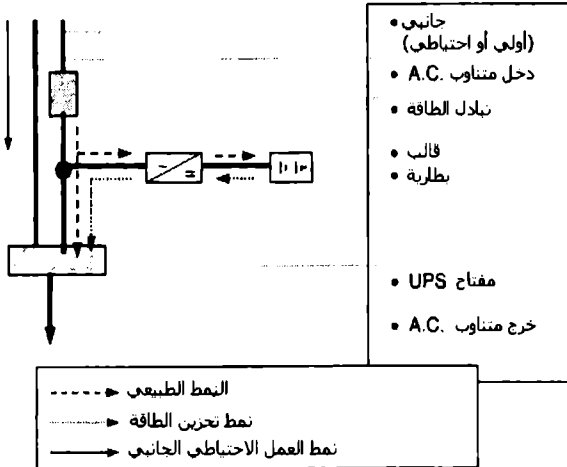 • جانبي
(أولي أو احتياطي)
• دخل متناوب A.C.
تبادل الطاقة
• قالب
• بطارية
• مفتاح UPS
• خرج متناوب A.C.
النمط الطبيعي
نمط تخزين الطاقة
نمط العمل الاحتياطي الجانبي